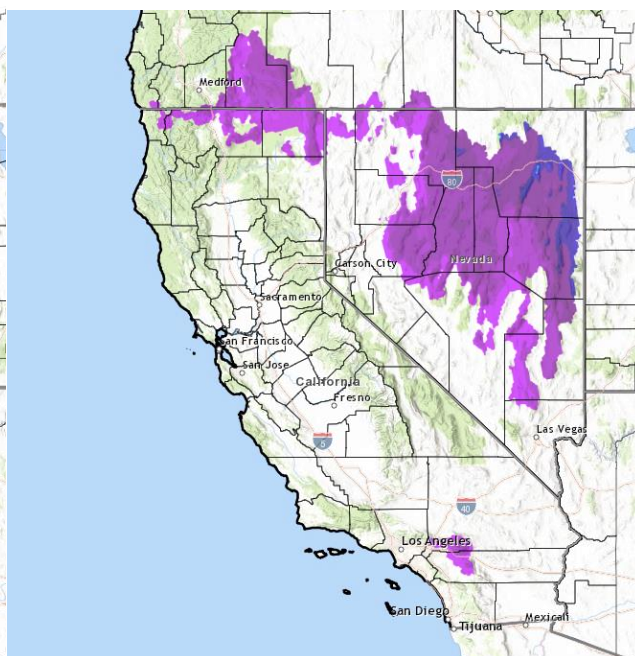 Medford
80
Carson City
Nevada
Sacramento
San Francisco
San Jose
California
Fresno
5
Las Vegas
40
Los Angeles
San Diego
Mexicali
Tijuana